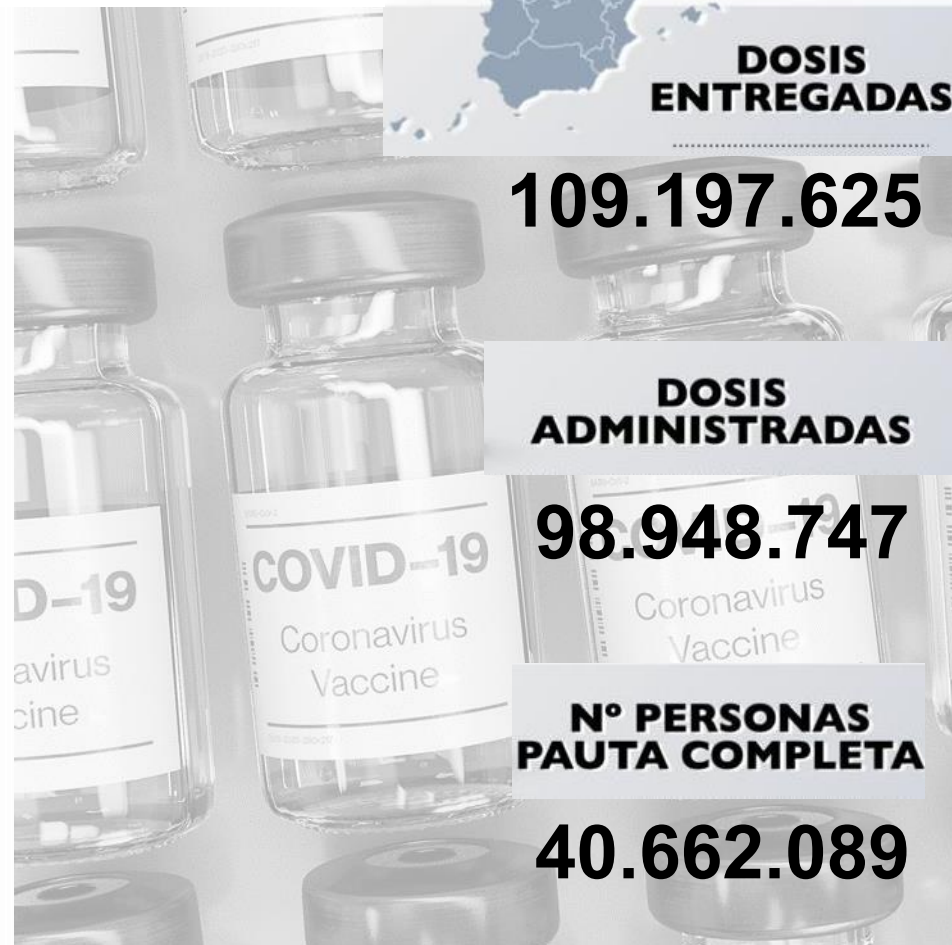 DOSIS
ENTREGADAS
109.197.625
DOSIS
ADMINISTRADAS
98.948.747
Nº PERSONAS
PAUTA COMPLETA
40.662.089
D-19
avirus
cine
COVID-19
Coronavirus
Vaccine
Coronavirus
Vaccine